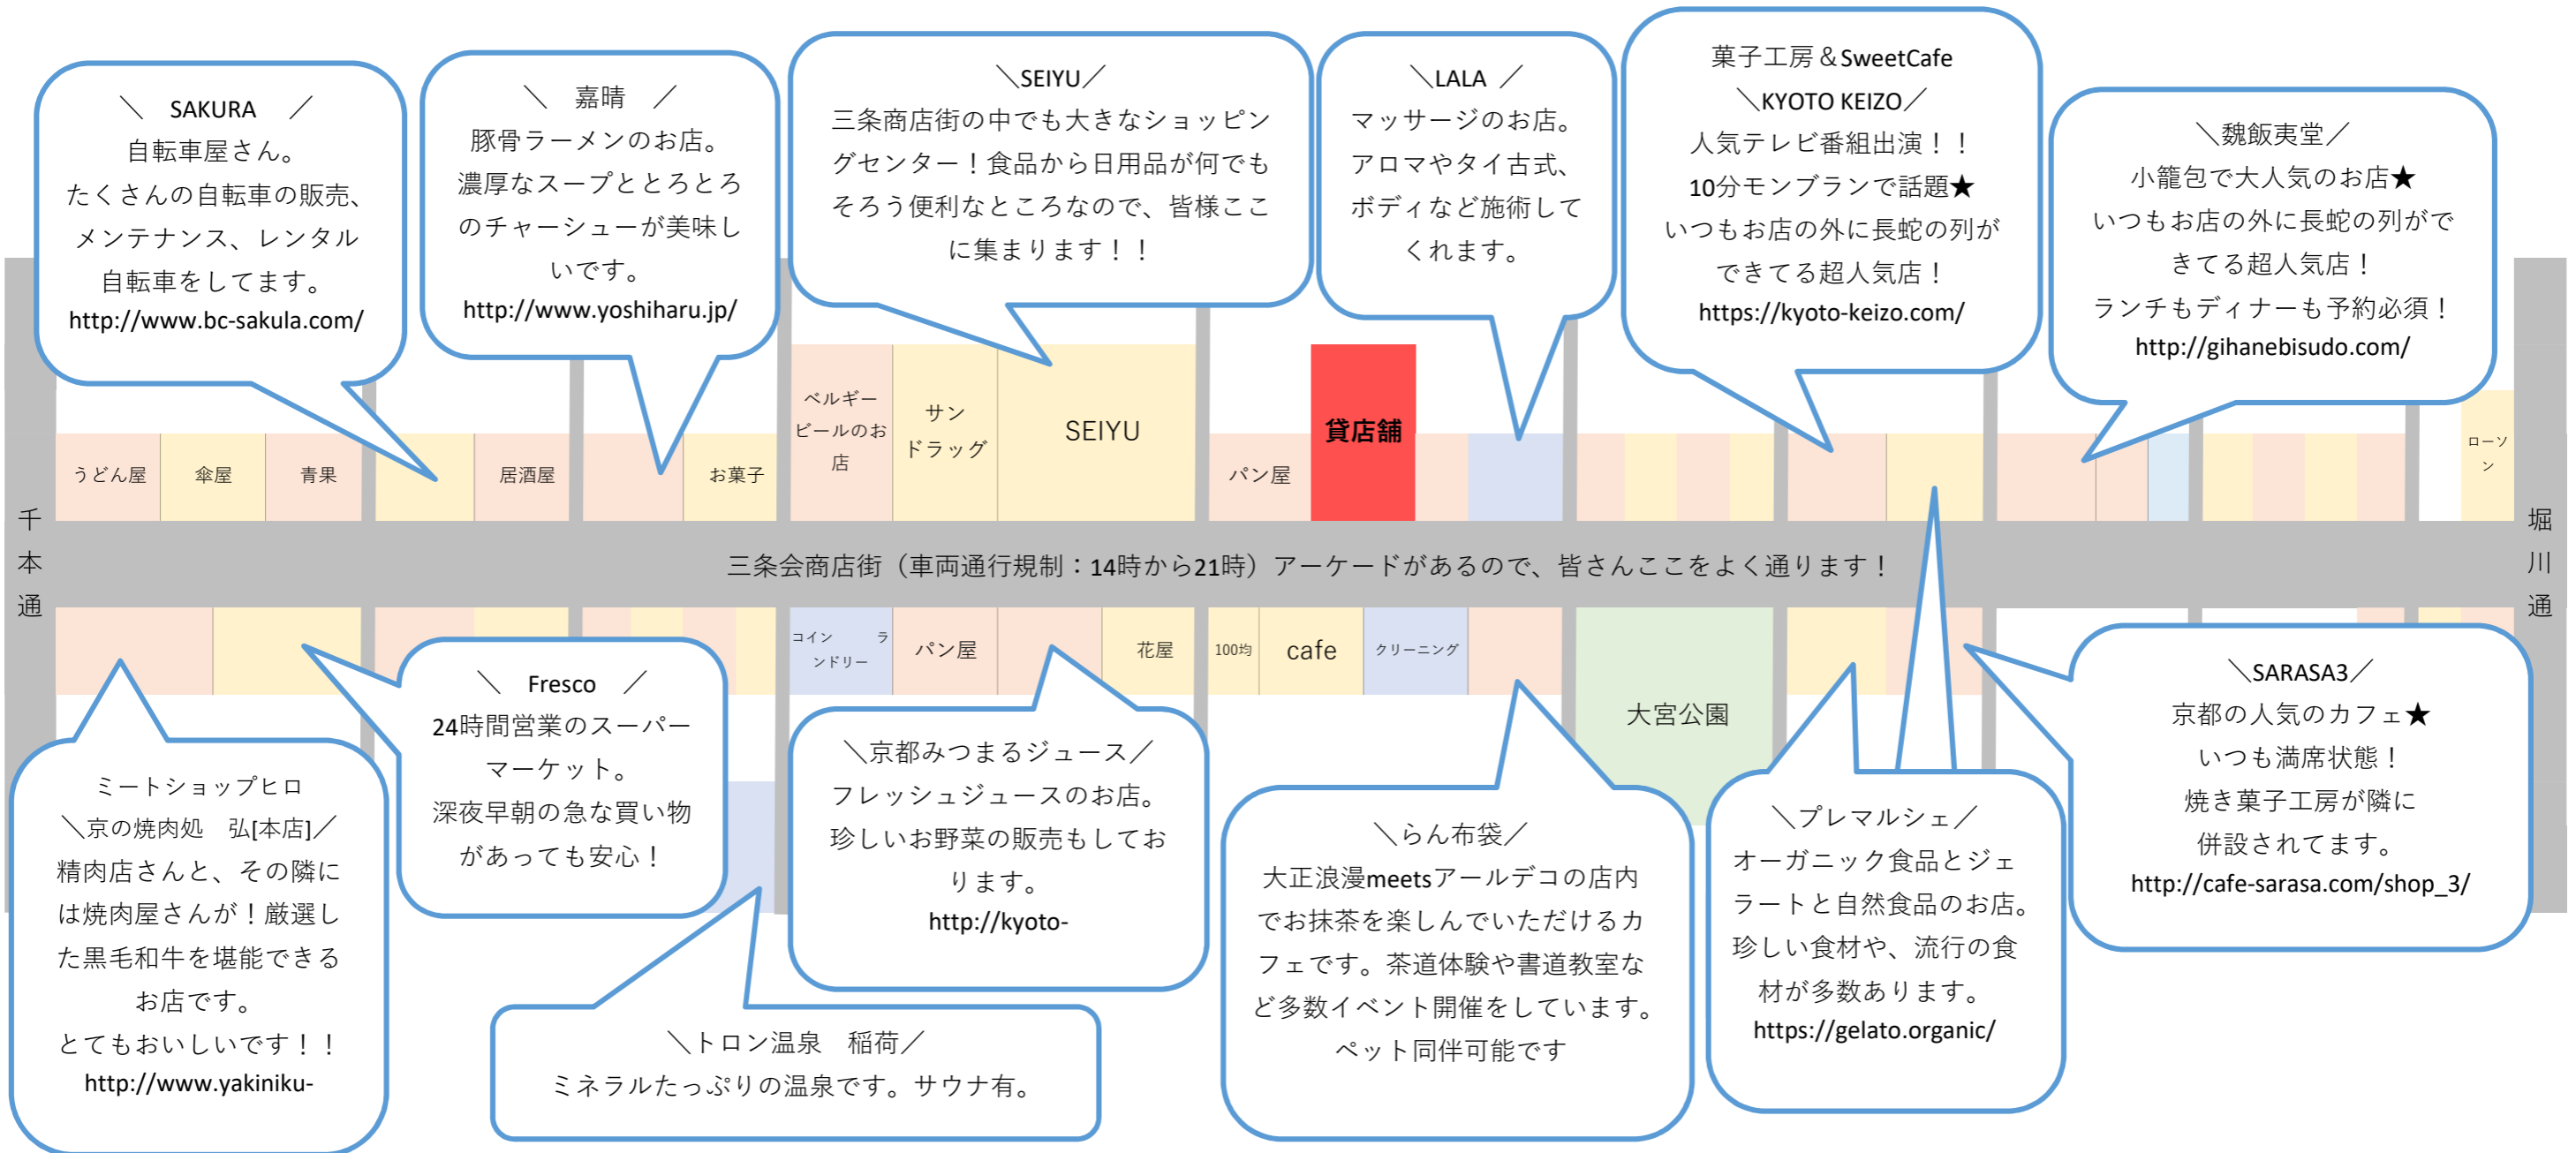 ＼　SAKURA　／
自転車屋さん。
たくさんの自転車の販売、
メンテナンス、レンタル
自転車をしてます。
http://www.bc-sakula.com/
＼　嘉晴　／
豚骨ラーメンのお店。
濃厚なスープととろとろ
のチャーシューが美味し
いです。
http://www.yoshiharu.jp/
＼SEIYU／
三条商店街の中でも大きなショッピン
グセンター！食品から日用品が何でも
そろう便利なところなので、皆様ここ
に集まります！！
＼LALA ／
マッサージのお店。
アロマやタイ古式、
ボディなど施術して
くれます。
菓子工房＆SweetCafe
＼KYOTO KEIZO／
人気テレビ番組出演！！
10分モンブランで話題★
いつもお店の外に長蛇の列が
できてる超人気店！
https://kyoto-keizo.com/
＼魏飯夷堂／
小籠包で大人気のお店★
いつもお店の外に長蛇の列がで
きてる超人気店！
ランチもディナーも予約必須！
http://gihanebisudo.com/
うどん屋
傘屋
青果
居酒屋
お菓子
ベルギー
ビールのお
店
サン
ドラッグ
SEIYU
パン屋
貸店舗
ローソ
ン
千本通
三条会商店街（車両通行規制：14時から21時）アーケードがあるので、皆さんここをよく通ります！
堀川通
コイン　ラ
ンドリー
パン屋
花屋
100均
cafe
クリーニング
大宮公園
ミートショップヒロ
＼京の焼肉処　弘[本店]／
精肉店さんと、その隣に
は焼肉屋さんが！厳選し
た黒毛和牛を堪能できる
お店です。
とてもおいしいです！！
http://www.yakiniku-
＼　Fresco　／
24時間営業のスーパー
マーケット。
深夜早朝の急な買い物
があっても安心！
＼トロン温泉　稲荷／
ミネラルたっぷりの温泉です。サウナ有。
＼京都みつまるジュース／
フレッシュジュースのお店。
珍しいお野菜の販売もしてお
ります。
http://kyoto-
＼らん布袋／
大正浪漫meetsアールデコの店内
でお抹茶を楽しんでいただけるカ
フェです。茶道体験や書道教室な
ど多数イベント開催をしています。
ペット同伴可能です
＼プレマルシェ／
オーガニック食品とジェ
ラートと自然食品のお店。
珍しい食材や、流行の食
材が多数あります。
https://gelato.organic/
＼SARASA3／
京都の人気のカフェ★
いつも満席状態！
焼き菓子工房が隣に
併設されてます。
http://cafe-sarasa.com/shop_3/